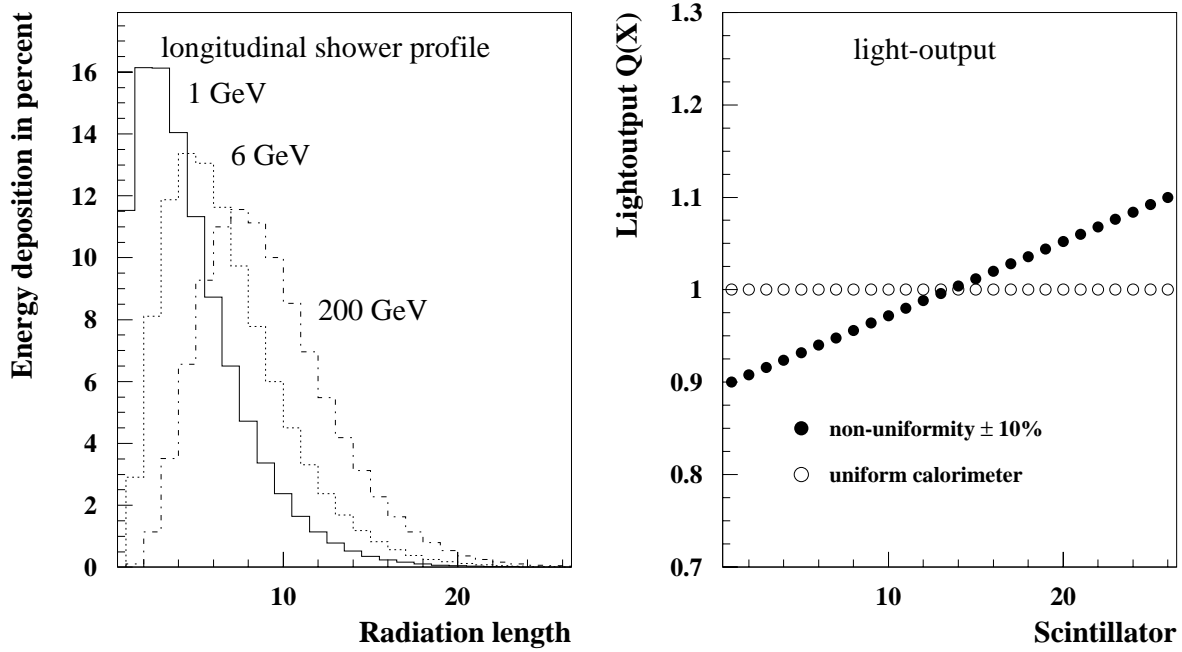 longitudinal shower profile
1 GeV
6 GeV
200 GeV
Energy deposition in percent
16
14
12
10
8
6
4
2
0
10
20
Radiation length
light-output
Lightoutput Q(X)
1.3
1.2
1.1
1
0.9
0.8
0.7
non-uniformity ± 10%
uniform calorimeter
10
20
Scintillator